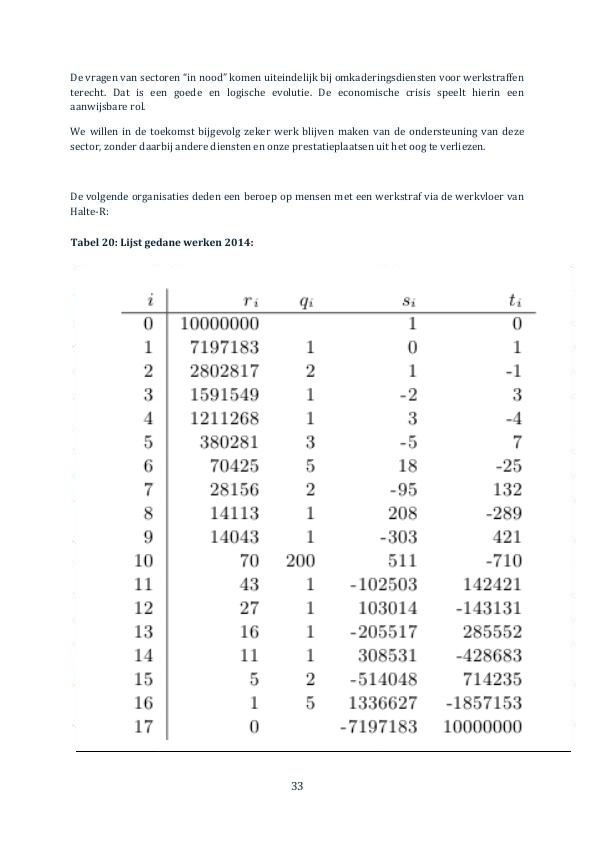 De vragen van sectoren “in nood” komen uiteindelijk bij omkaderingsdiensten voor werkstraffen
terecht. Dat is een goede en logische evolutie. De economische crisis speelt hierin een
aanwijsbare rol.
We willen in de toekomst bijgevolg zeker werk blijven maken van de ondersteuning van deze
sector, zonder daarbij andere diensten en onze prestatieplaatsen uit het oog te verliezen.
De volgende organisaties deden een beroep op mensen met een werkstraf via de werkvloer van
Halte-R:
Tabel 20: Lijst gedane werken 2014:
i r_i q_i s_i t_i
0 10000000 1 0
1 7197183 1 0 1
2 2802817 2 1 -1
3 1591549 1 -2 3
4 1211268 1 3 -4
5 380281 3 -5 7
6 70425 5 18 -25
7 28156 2 -95 132
8 14113 1 208 -289
9 14043 1 -303 421
10 70 200 511 -710
11 43 1 -102503 142421
12 27 1 103014 -143131
13 16 1 -205517 285552
14 11 1 308531 -428683
15 5 2 -514048 714235
16 1 5 1336627 -1857153
17 0 -7197183 10000000
33